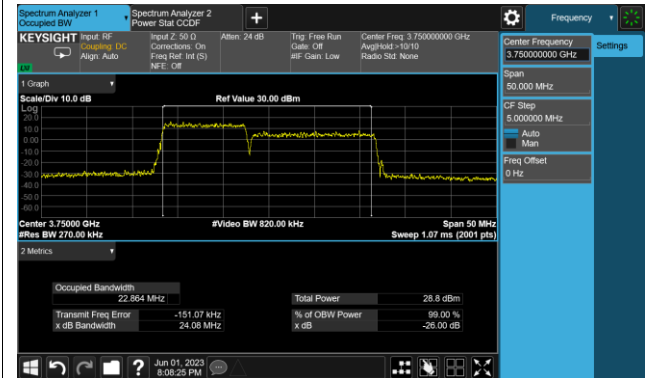 Spectrum Analyzer 1
Occupied BW
Spectrum Analyzer 2
Power Stat CCDF
+
Frequency
KEYSIGHT
Input: RF
Coupling: DC
Align: Auto
Input Z: 50 Ω
Corrections: On
Freq Ref: Int (S)
NFE: Off
Atten: 24 dB
Trig: Free Run
Gate: Off
#IF Gain: Low
Center Freq: 3.750000000 GHz
Avg|Hold:>10/10
Radio Std: None
Center Frequency
3.750000000 GHz
Settings
Span
50.000 MHz
CF Step
5.000000 MHz
Auto
Man
Freq Offset
0 Hz
1 Graph
Scale/Div 10.0 dB
Ref Value 30.00 dBm
Log
20.0
10.0
0.00
-10.0
-20.0
-30.0
-40.0
-50.0
-60.0
Center 3.75000 GHz
#Video BW 820.00 kHz
Span 50 MHz
#Res BW 270.00 kHz
Sweep 1.07 ms (2001 pts)
2 Metrics
Occupied Bandwidth
22.864 MHz
Total Power 28.8 dBm
Transmit Freq Error -151.07 kHz
% of OBW Power 99.00 %
x dB Bandwidth 24.08 MHz
x dB -26.00 dB
?
Jun 01, 2023
8:08:25 PM